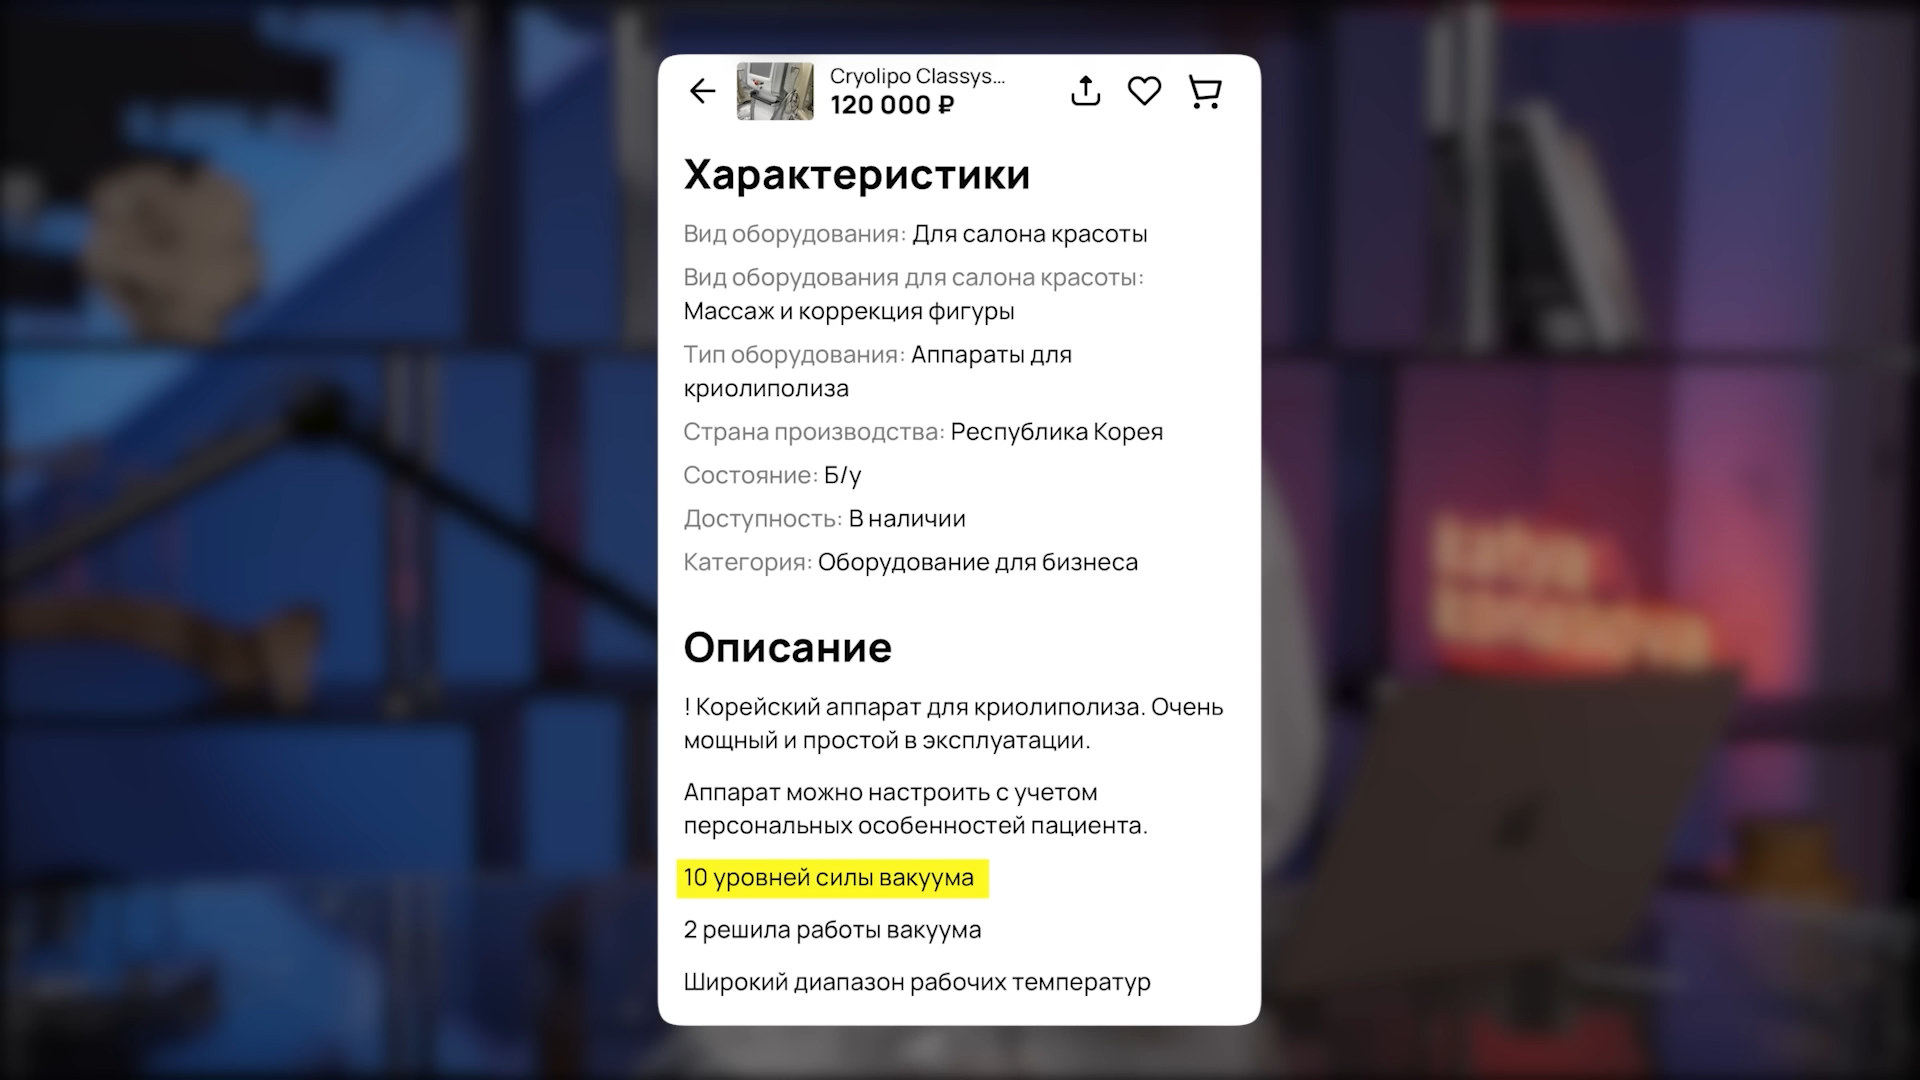 Cryolipo Classys...
120 000 ₽
Характеристики
Вид оборудования: Для салона красоты
Вид оборудования для салона красоты:
Массаж и коррекция фигуры
Тип оборудования: Аппараты для
криолиполиза
Страна производства: Республика Корея
Состояние: Б/у
Доступность: В наличии
Категория: Оборудование для бизнеса
Описание
! Корейский аппарат для криолиполиза. Очень
мощный и простой в эксплуатации.
Аппарат можно настроить с учетом
персональных особенностей пациента.
10 уровней силы вакуума
2 решила работы вакуума
Широкий диапазон рабочих температур